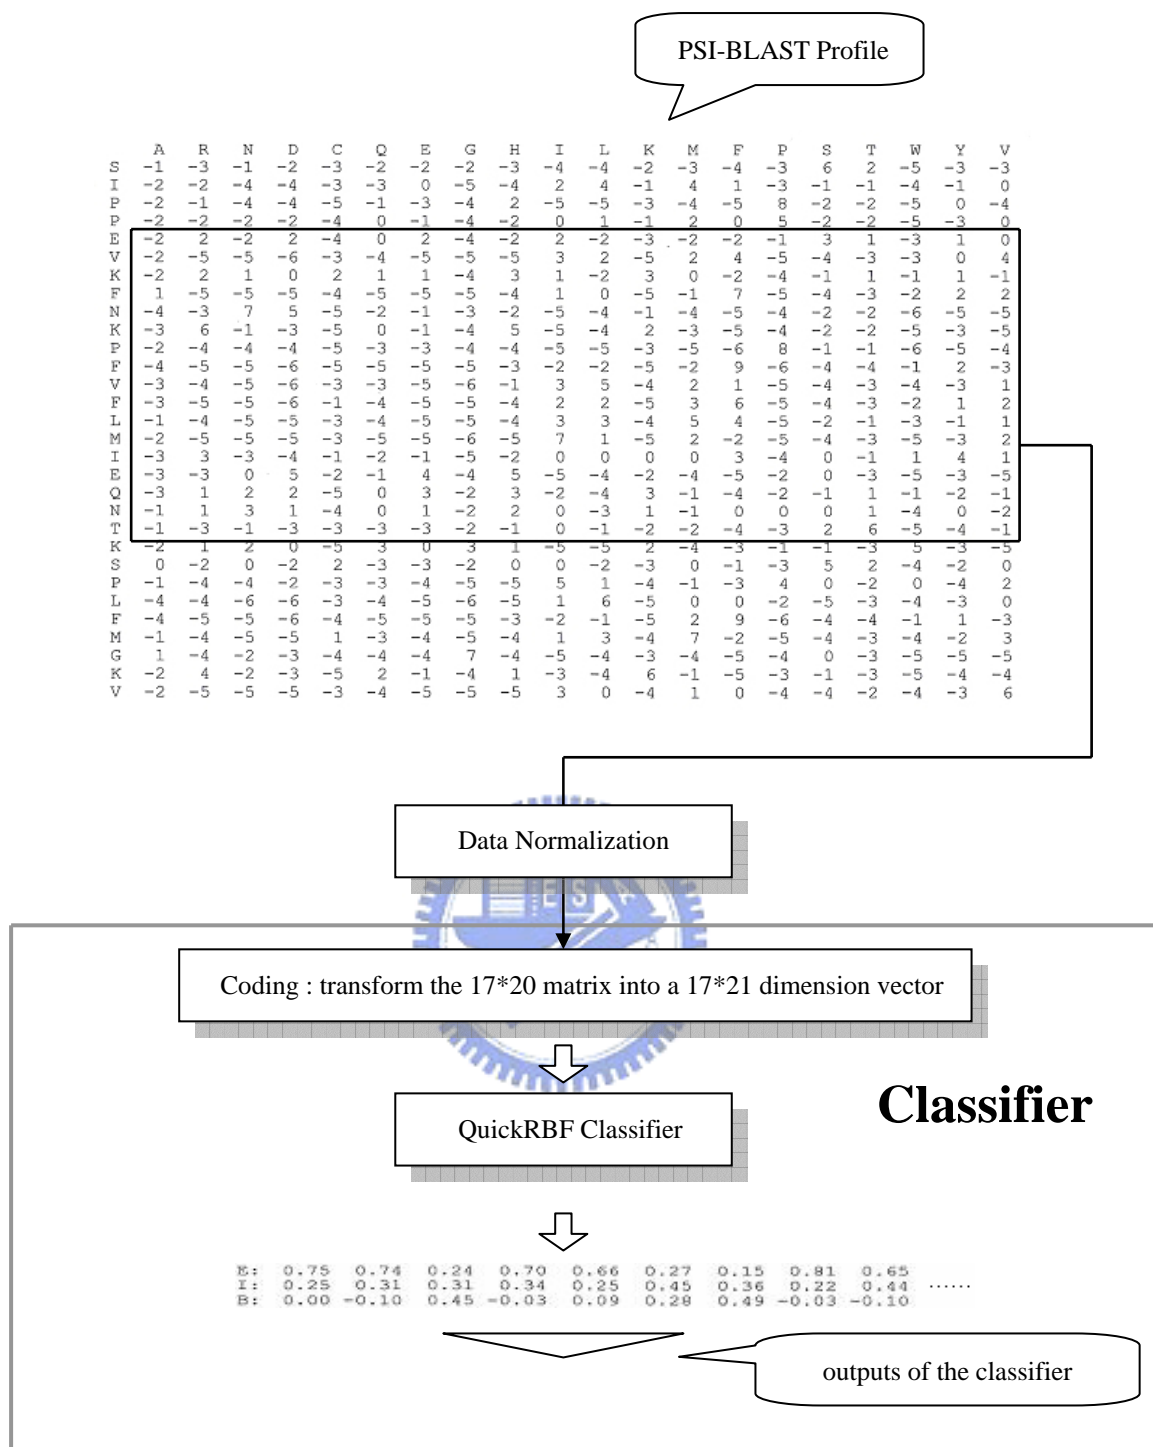 PSI-BLAST Profile
A R N D C Q E G H I L K M F P S T W Y V
S -1 -3 -1 -2 -3 -2 -2 -2 -3 -4 -4 -2 -3 -4 -3 6 2 -5 -3 -3
I -2 -2 -4 -4 -3 -3 0 -5 -4 2 4 -1 4 1 -3 -1 -1 -4 -1 0
P -2 -1 -4 -4 -5 -1 -3 -4 2 -5 -5 -3 -4 -5 8 -2 -2 -5 0 -4
P -2 -2 -2 -2 -4 0 -1 -4 -2 0 1 -1 2 0 5 -2 -2 -5 -3 0
E -2 2 -2 2 -4 0 2 -4 -2 2 -2 -3 -2 -2 -1 3 1 -3 1 0
V -2 -5 -5 -6 -3 -4 -5 -5 -5 3 2 -5 2 4 -5 -4 -3 -3 0 4
K -2 2 1 0 2 1 1 -4 3 1 -2 3 0 -2 -4 -1 1 -1 1 -1
F 1 -5 -5 -5 -4 -5 -5 -5 -4 1 0 -5 -1 7 -5 -4 -3 -2 2 2
N -4 -3 7 5 -5 -2 -1 -3 -2 -5 -4 -1 -4 -5 -4 -2 -2 -6 -5 -5
K -3 6 -1 -3 -5 0 -1 -4 5 -5 -4 2 -3 -5 -4 -2 -2 -5 -3 -5
P -2 -4 -4 -4 -5 -3 -3 -4 -4 -5 -5 -3 -5 -6 8 -1 -1 -6 -5 -4
F -4 -5 -5 -6 -5 -5 -5 -5 -3 -2 -2 -5 -2 9 -6 -4 -4 -1 2 -3
V -3 -4 -5 -6 -3 -3 -5 -6 -1 3 5 -4 2 1 -5 -4 -3 -4 -3 1
F -3 -5 -5 -6 -1 -4 -5 -5 -4 2 2 -5 3 6 -5 -4 -3 -2 1 2
L -1 -4 -5 -5 -3 -4 -5 -5 -4 3 3 -4 5 4 -5 -2 -1 -3 -1 1
M -2 -5 -5 -5 -3 -5 -5 -6 -5 7 1 -5 2 -2 -5 -4 -3 -5 -3 2
I -3 3 -3 -4 -1 -2 -1 -5 -2 0 0 0 0 3 -4 0 -1 1 4 1
E -3 -3 0 5 -2 -1 4 -4 5 -5 -4 -2 -4 -5 -2 0 -3 -5 -3 -5
Q -3 1 2 2 -5 0 3 -2 3 -2 -4 3 -1 -4 -2 -1 1 -1 -2 -1
N -1 1 3 1 -4 0 1 -2 2 0 -3 1 -1 0 0 0 1 -4 0 -2
T -1 -3 -1 -3 -3 -3 -3 -2 -1 0 -1 -2 -2 -4 -3 2 6 -5 -4 -1
K -2 1 2 0 -5 3 0 3 1 -5 -5 2 -4 -3 -1 -1 -3 5 -3 -5
S 0 -2 0 -2 2 -3 -3 -2 0 0 -2 -3 0 -1 -3 5 2 -4 -2 0
P -1 -4 -4 -2 -3 -3 -4 -5 -5 5 1 -4 -1 -3 4 0 -2 0 -4 2
L -4 -4 -6 -6 -3 -4 -5 -6 -5 1 6 -5 0 0 -2 -5 -3 -4 -3 0
F -4 -5 -5 -6 -4 -5 -5 -5 -3 -2 -1 -5 2 9 -6 -4 -4 -1 1 -3
M -1 -4 -5 -5 1 -3 -4 -5 -4 1 3 -4 7 -2 -5 -4 -3 -4 -2 3
G 1 -4 -2 -3 -4 -4 -4 7 -4 -5 -4 -3 -4 -5 -4 0 -3 -5 -5 -5
K -2 4 -2 -3 -5 2 -1 -4 1 -3 -4 6 -1 -5 -3 -1 -3 -5 -4 -4
V -2 -5 -5 -5 -3 -4 -5 -5 -5 3 0 -4 1 0 -4 -4 -2 -4 -3 6
Data Normalization
E S
Coding : transform the 17*20 matrix into a 17*21 dimension vector
Classifier
QuickRBF Classifier
E: 0.75 0.74 0.24 0.70 0.66 0.27 0.15 0.81 0.65
I: 0.25 0.31 0.31 0.34 0.25 0.45 0.36 0.22 0.44 ······
B: 0.00 -0.10 0.45 -0.03 0.09 0.28 0.49 -0.03 -0.10
outputs of the classifier